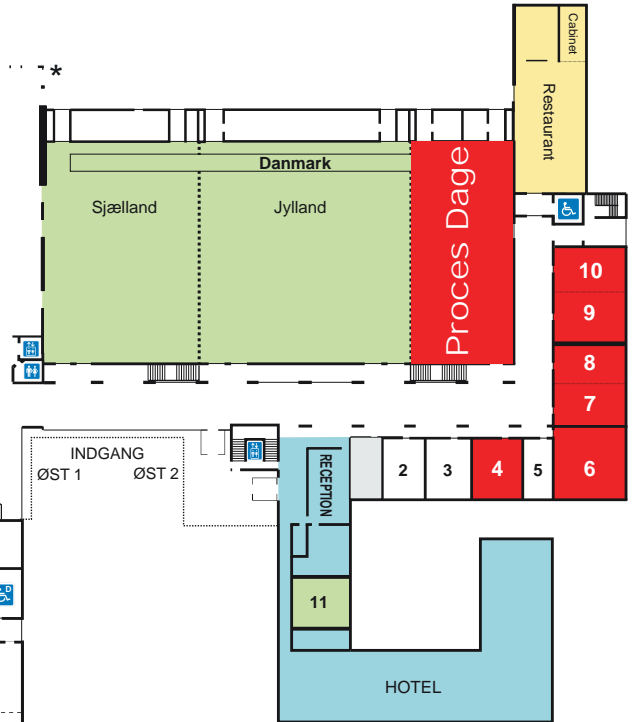 Cabinet
*
Restaurant
Danmark
Proces Dage
Sjælland
Jylland
10
9
8
7
INDGANG
ØST 1
ØST 2
RECEPTION
2
3
4
5
6
D
11
HOTEL